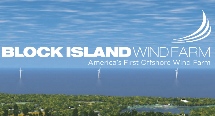 BLOCK ISLAND WIND FARM
America's First Offshore Wind Farm